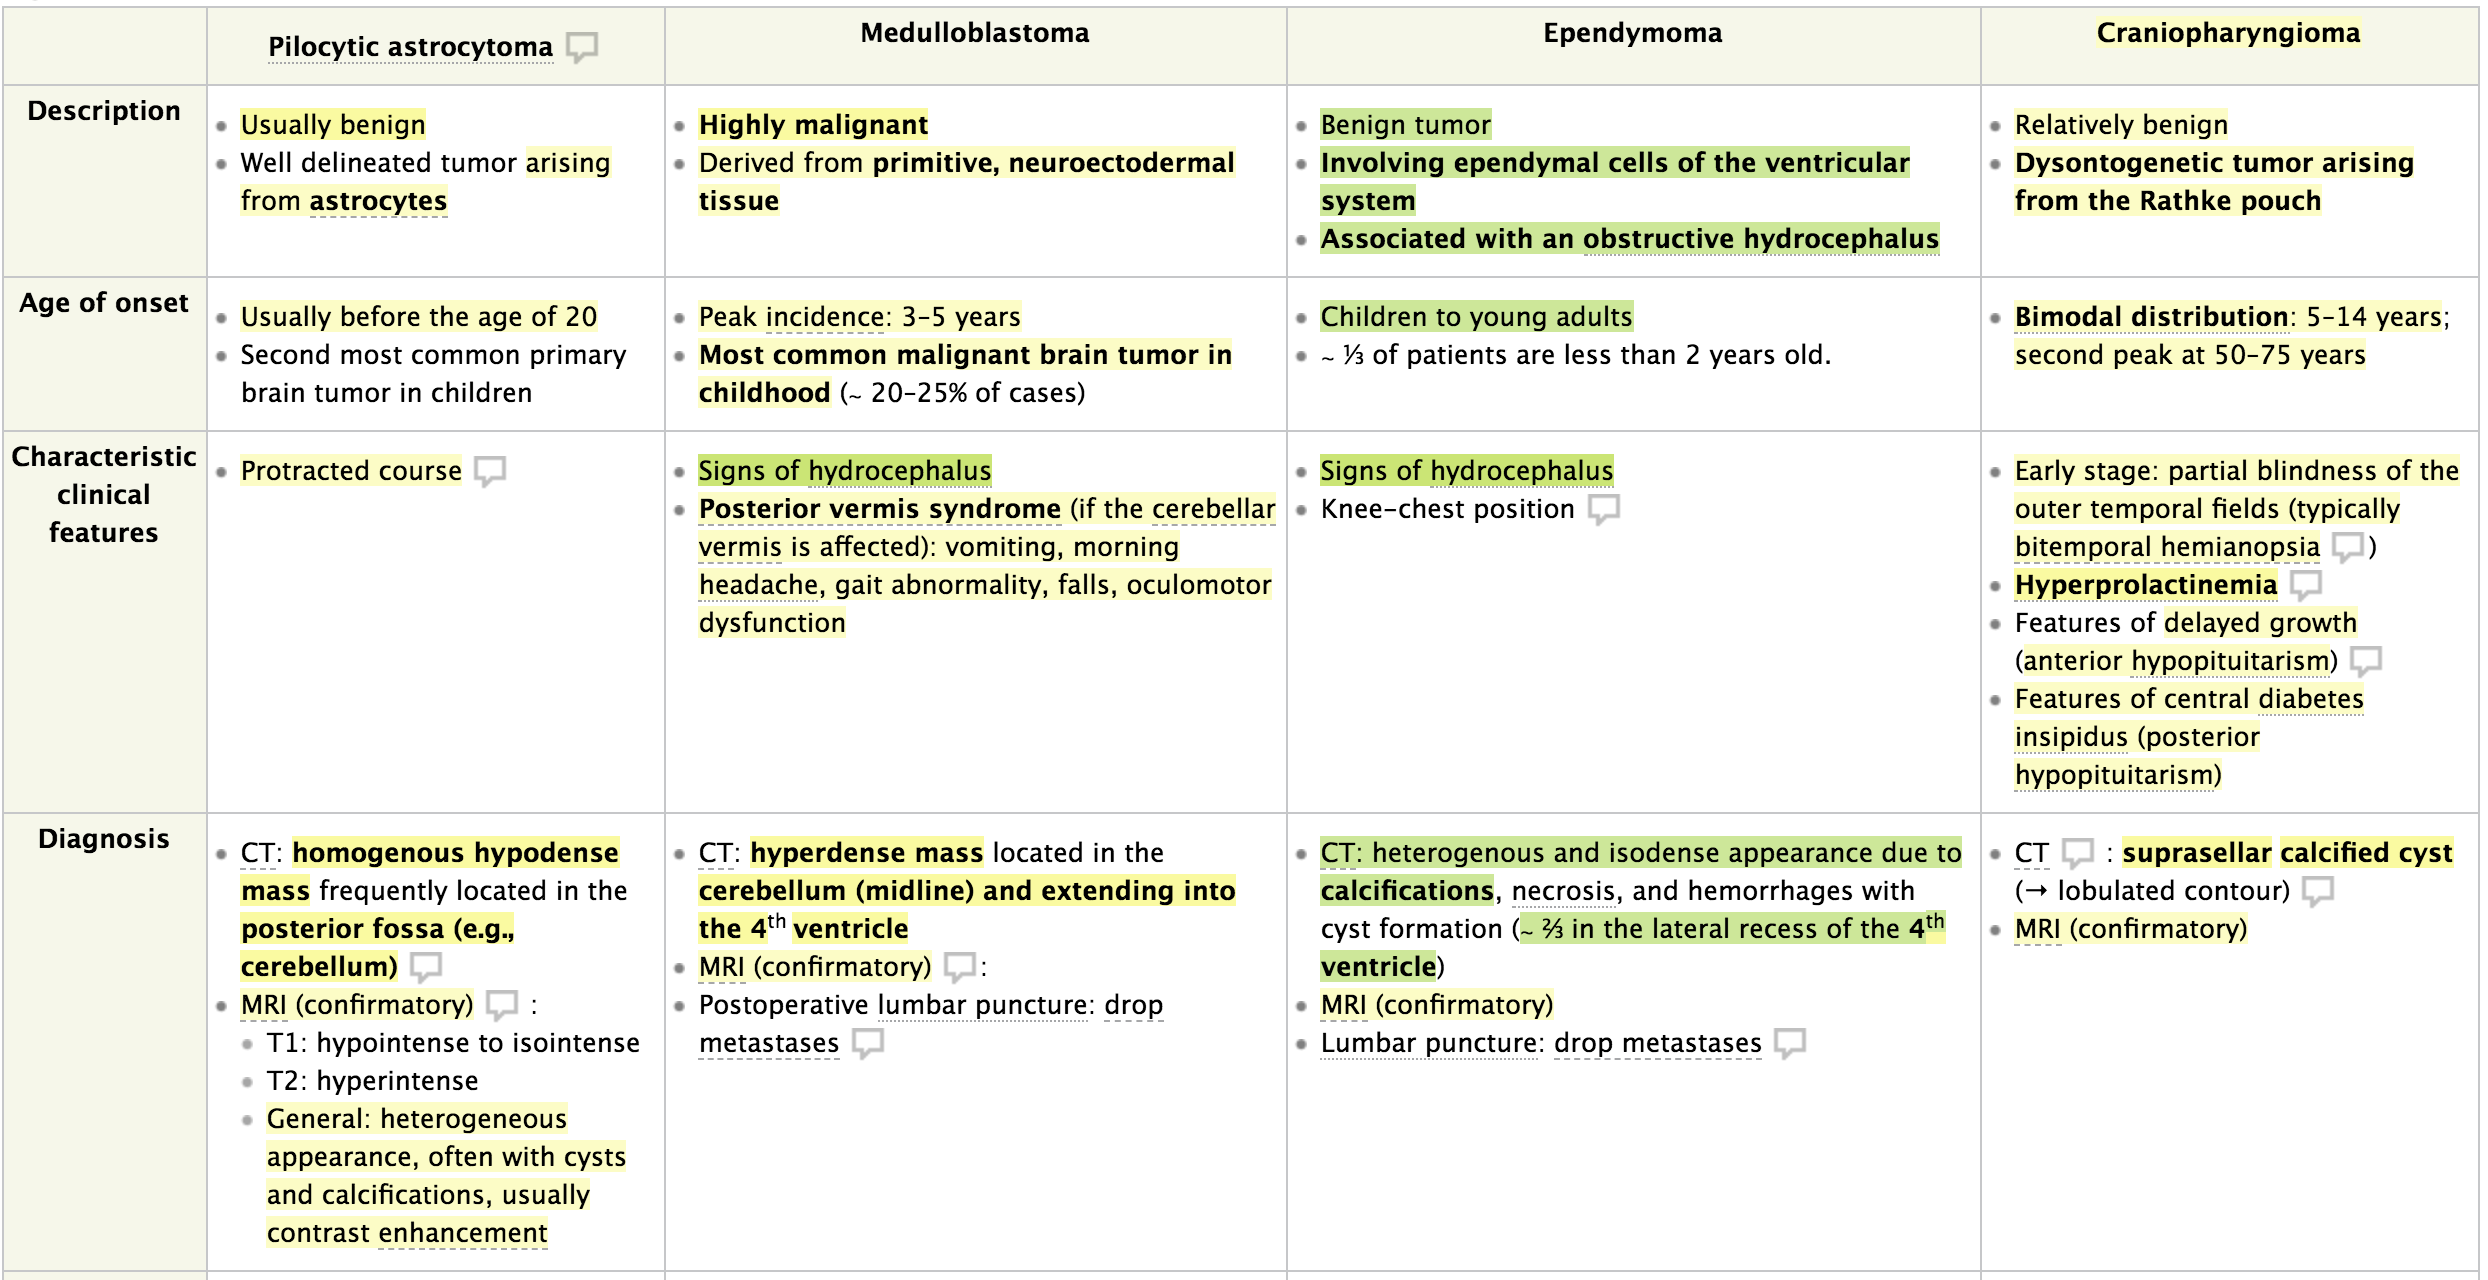 Pilocytic astrocytoma
Medulloblastoma
Ependymoma
Craniopharyngioma
Description
Usually benign
Well delineated tumor arising
from astrocytes
Highly malignant
Derived from primitive, neuroectodermal
tissue
Benign tumor
Involving ependymal cells of the ventricular
system
Associated with an obstructive hydrocephalus
Relatively benign
Dysontogenetic tumor arising
from the Rathke pouch
Age of onset
Usually before the age of 20
Second most common primary
brain tumor in children
Peak incidence: 3–5 years
Most common malignant brain tumor in
childhood (~ 20–25% of cases)
Children to young adults
~ ⅓ of patients are less than 2 years old.
Bimodal distribution: 5–14 years;
second peak at 50–75 years
Characteristic
clinical
features
Protracted course
Signs of hydrocephalus
Posterior vermis syndrome (if the cerebellar
vermis is affected): vomiting, morning
headache, gait abnormality, falls, oculomotor
dysfunction
Signs of hydrocephalus
Knee–chest position
Early stage: partial blindness of the
outer temporal fields (typically
bitemporal hemianopsia )
Hyperprolactinemia
Features of delayed growth
(anterior hypopituitarism)
Features of central diabetes
insipidus (posterior
hypopituitarism)
Diagnosis
CT: homogenous hypodense
mass frequently located in the
posterior fossa (e.g.,
cerebellum)
MRI (confirmatory) :
T1: hypointense to isointense
T2: hyperintense
General: heterogeneous
appearance, often with cysts
and calcifications, usually
contrast enhancement
CT: hyperdense mass located in the
cerebellum (midline) and extending into
the 4th ventricle
MRI (confirmatory) :
Postoperative lumbar puncture: drop
metastases
CT: heterogenous and isodense appearance due to
calcifications, necrosis, and hemorrhages with
cyst formation (~ ⅔ in the lateral recess of the 4th
ventricle)
MRI (confirmatory)
Lumbar puncture: drop metastases
CT : suprasellar calcified cyst
(→ lobulated contour)
MRI (confirmatory)